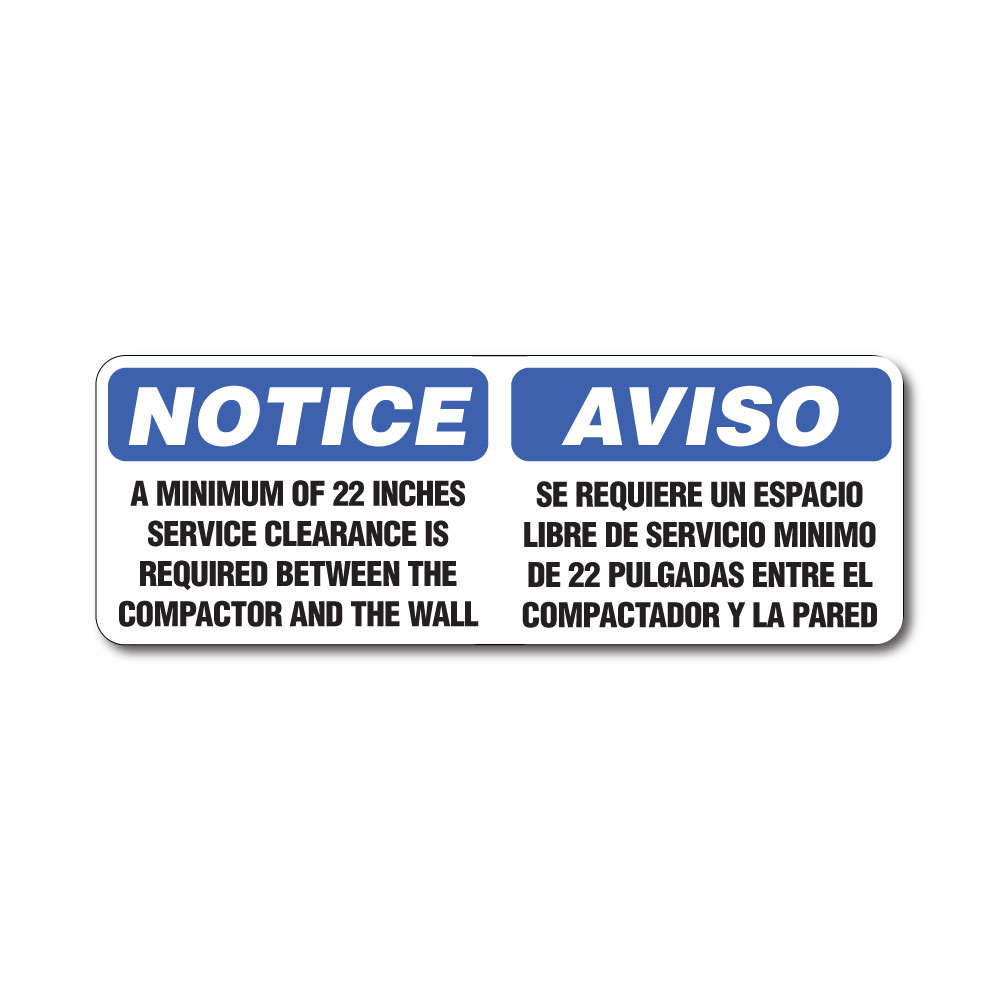 NOTICE
A MINIMUM OF 22 INCHES
SERVICE CLEARANCE IS
REQUIRED BETWEEN THE
COMPACTOR AND THE WALL
AVISO
SE REQUIERE UN ESPACIO
LIBRE DE SERVICIO MINIMO
DE 22 PULGADAS ENTRE EL
COMPACTADOR Y LA PARED